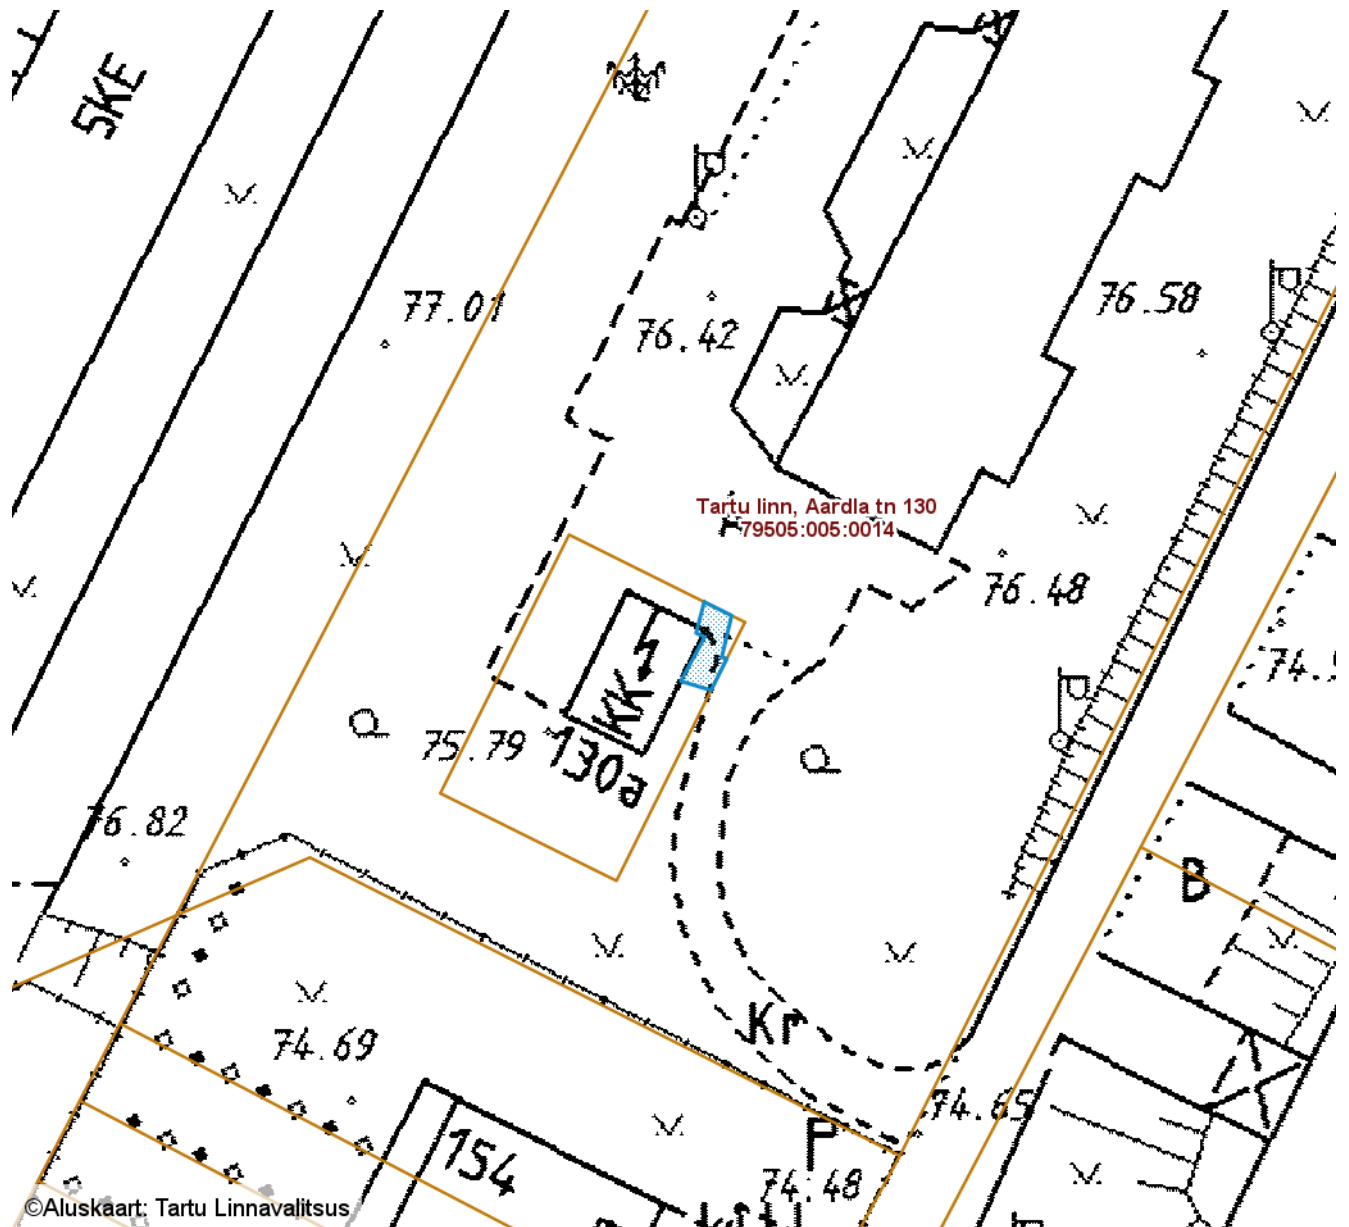 5KE
77.01
76.42
76.58
Tartu linn, Aardla tn 130
79505:005:0014
76.48
KK
75.79
130a
76.82
B
74.69
Kr
74.65
154
P
74.48
©Aluskaart: Tartu Linnavalitsus